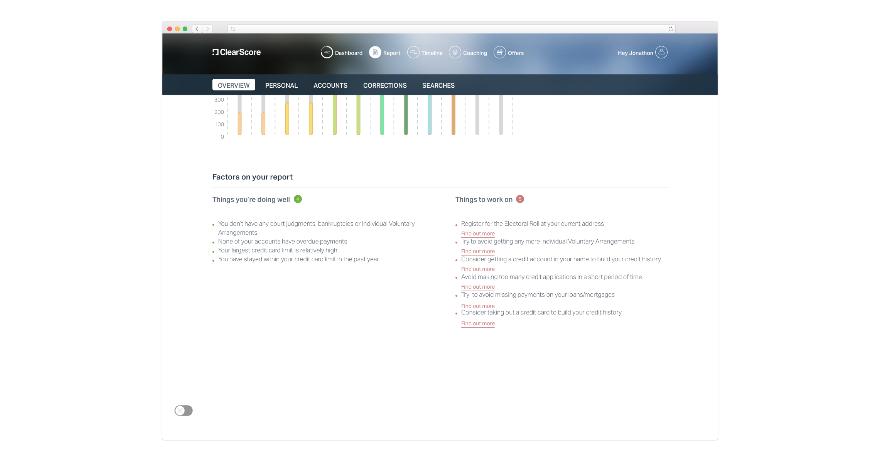 ClearScore
Dashboard
Report
Timeline
Coaching
Offers
Hey Jonathon
OVERVIEW
PERSONAL
ACCOUNTS
CORRECTIONS
SEARCHES
300
200
100
0
Factors on your report
Things you're doing well
You don't have any court judgments, bankruptcies or Individual Voluntary
Arrangements
None of your accounts have overdue payments
Your largest credit card limit is relatively high
You have stayed within your credit card limit in the past year
Things to work on
Register for the Electoral Roll at your current address
Find out more
Try to avoid getting any more Individual Voluntary Arrangements
Find out more
Consider getting a credit account in your name to build your credit history
Find out more
Avoid making too many credit applications in a short period of time
Find out more
Try to avoid missing payments on your loans/mortgages
Find out more
Consider taking out a credit card to build your credit history
Find out more